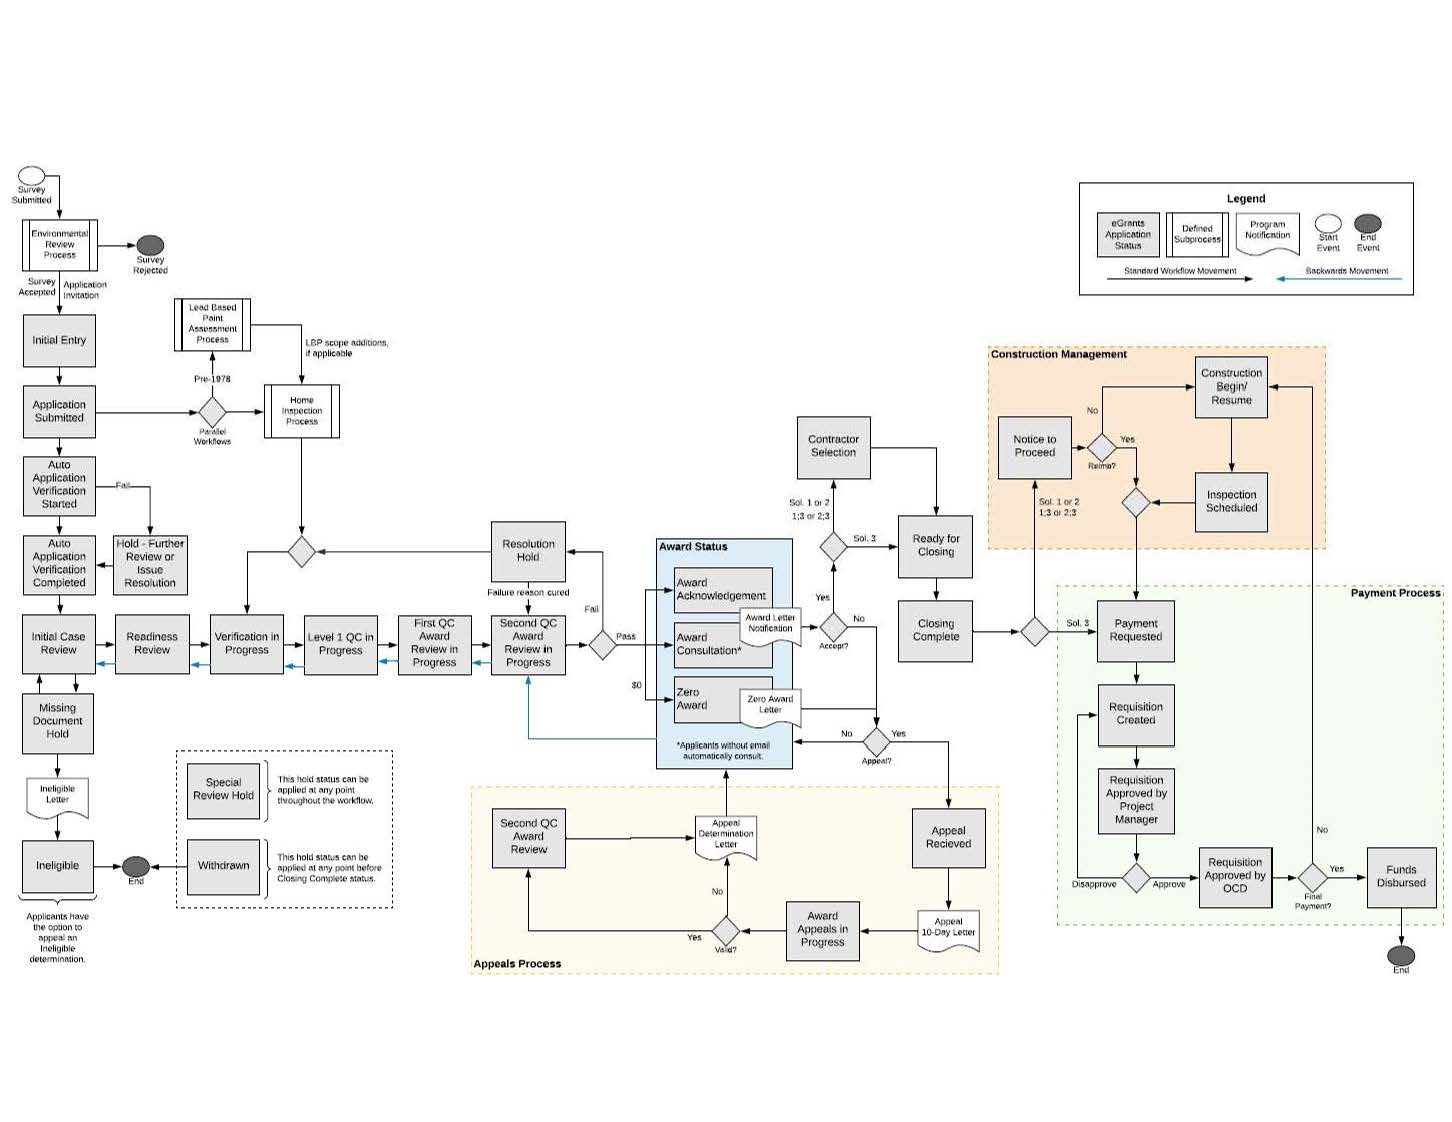 Survey
Submitted
Environmental
Review
Process
Survey
Rejected
Survey
Accepted
Application
Invitation
Initial Entry
Application
Submitted
Auto
Application
Verification
Started
Fail
Auto
Application
Verification
Completed
Hold - Further
Review or
Issue
Resolution
Lead Based
Paint
Assessment
Process
LBP scope additions,
if applicable
Pre-1978
Parallel
Workflows
Home
Inspection
Process
Initial Case
Review
Readiness
Review
Verification in
Progress
Level 1 QC in
Progress
First QC
Award
Review in
Progress
Second QC
Award
Review in
Progress
Resolution
Hold
Failure reason cured
Fail
Pass
$0
Missing
Document
Hold
Ineligible
Letter
Ineligible
End
Applicants have
the option to
appeal an
Ineligible
determination.
Special
Review Hold
This hold status can be
applied at any point
throughout the workflow.
Withdrawn
This hold status can be
applied at any point before
Closing Complete status.
Award Status
Award
Acknowledgement
Award Letter
Notification
Award
Consultation*
Zero
Award
Zero Award
Letter
*Applicants without email
automatically consult.
Contractor
Selection
Sol. 1 or 2
1;3 or 2;3
Sol. 3
Yes
No
Accept?
Ready for
Closing
Closing
Complete
No
Yes
Appeal?
Appeals Process
Second QC
Award
Review
Appeal
Determination
Letter
No
Yes
Valid?
Award
Appeals in
Progress
Appeal
10-Day Letter
Appeal
Recieved
Legend
eGrants
Application
Status
Defined
Subprocess
Program
Notification
Start
Event
End
Event
Standard Workflow Movement
Backwards Movement
Construction Management
Notice to
Proceed
No
Yes
Reimb?
Construction
Begin/
Resume
Inspection
Scheduled
Sol. 1 or 2
1;3 or 2;3
Sol. 3
Payment Process
Payment
Requested
Requisition
Created
Requisition
Approved by
Project
Manager
Disapprove
Approve
Requisition
Approved by
OCD
No
Yes
Final
Payment?
Funds
Disbursed
End